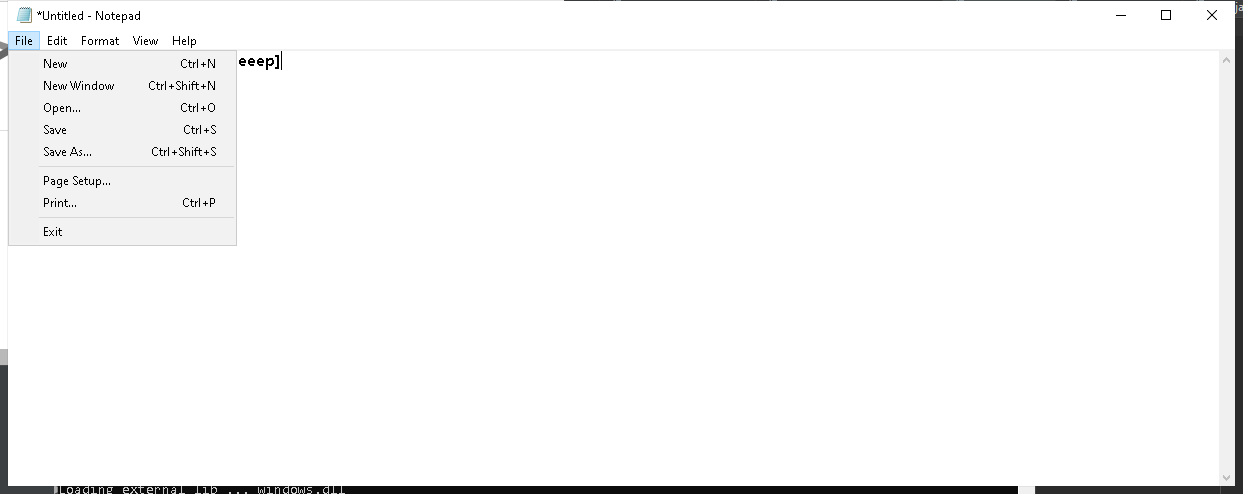 *Untitled - Notepad
File Edit Format View Help
eeep]
New Ctrl+N
New Window Ctrl+Shift+N
Open... Ctrl+O
Save Ctrl+S
Save As... Ctrl+Shift+S
Page Setup...
Print... Ctrl+P
Exit
Loading external lib ... windows.dll